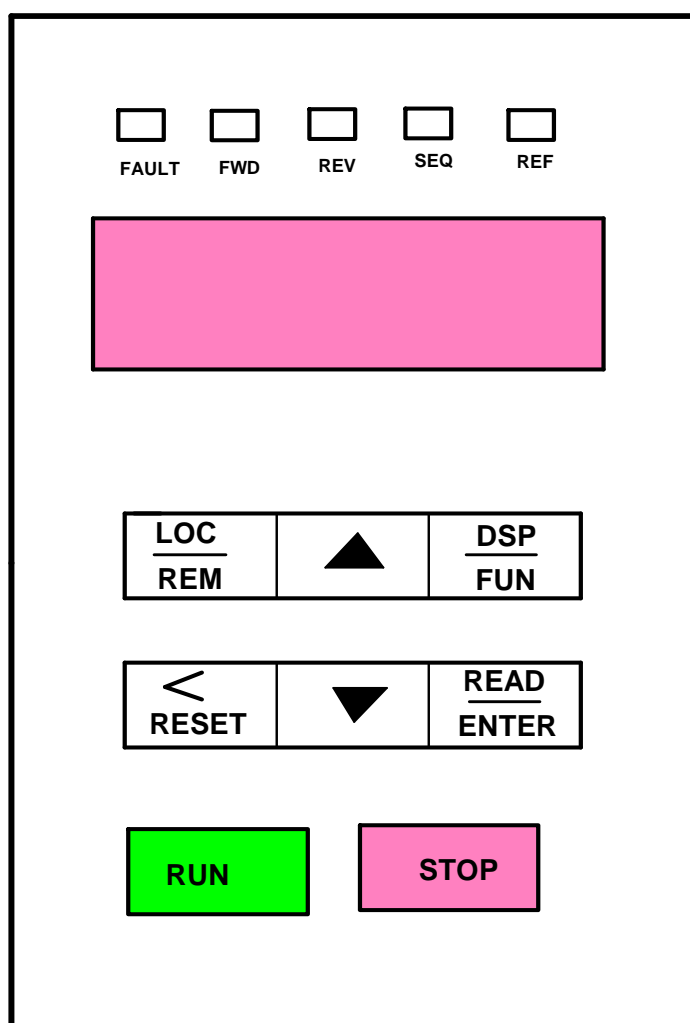 FAULT FWD REV SEQ REF
LOC DSP
REM FUN
< READ
RESET ENTER
RUN STOP